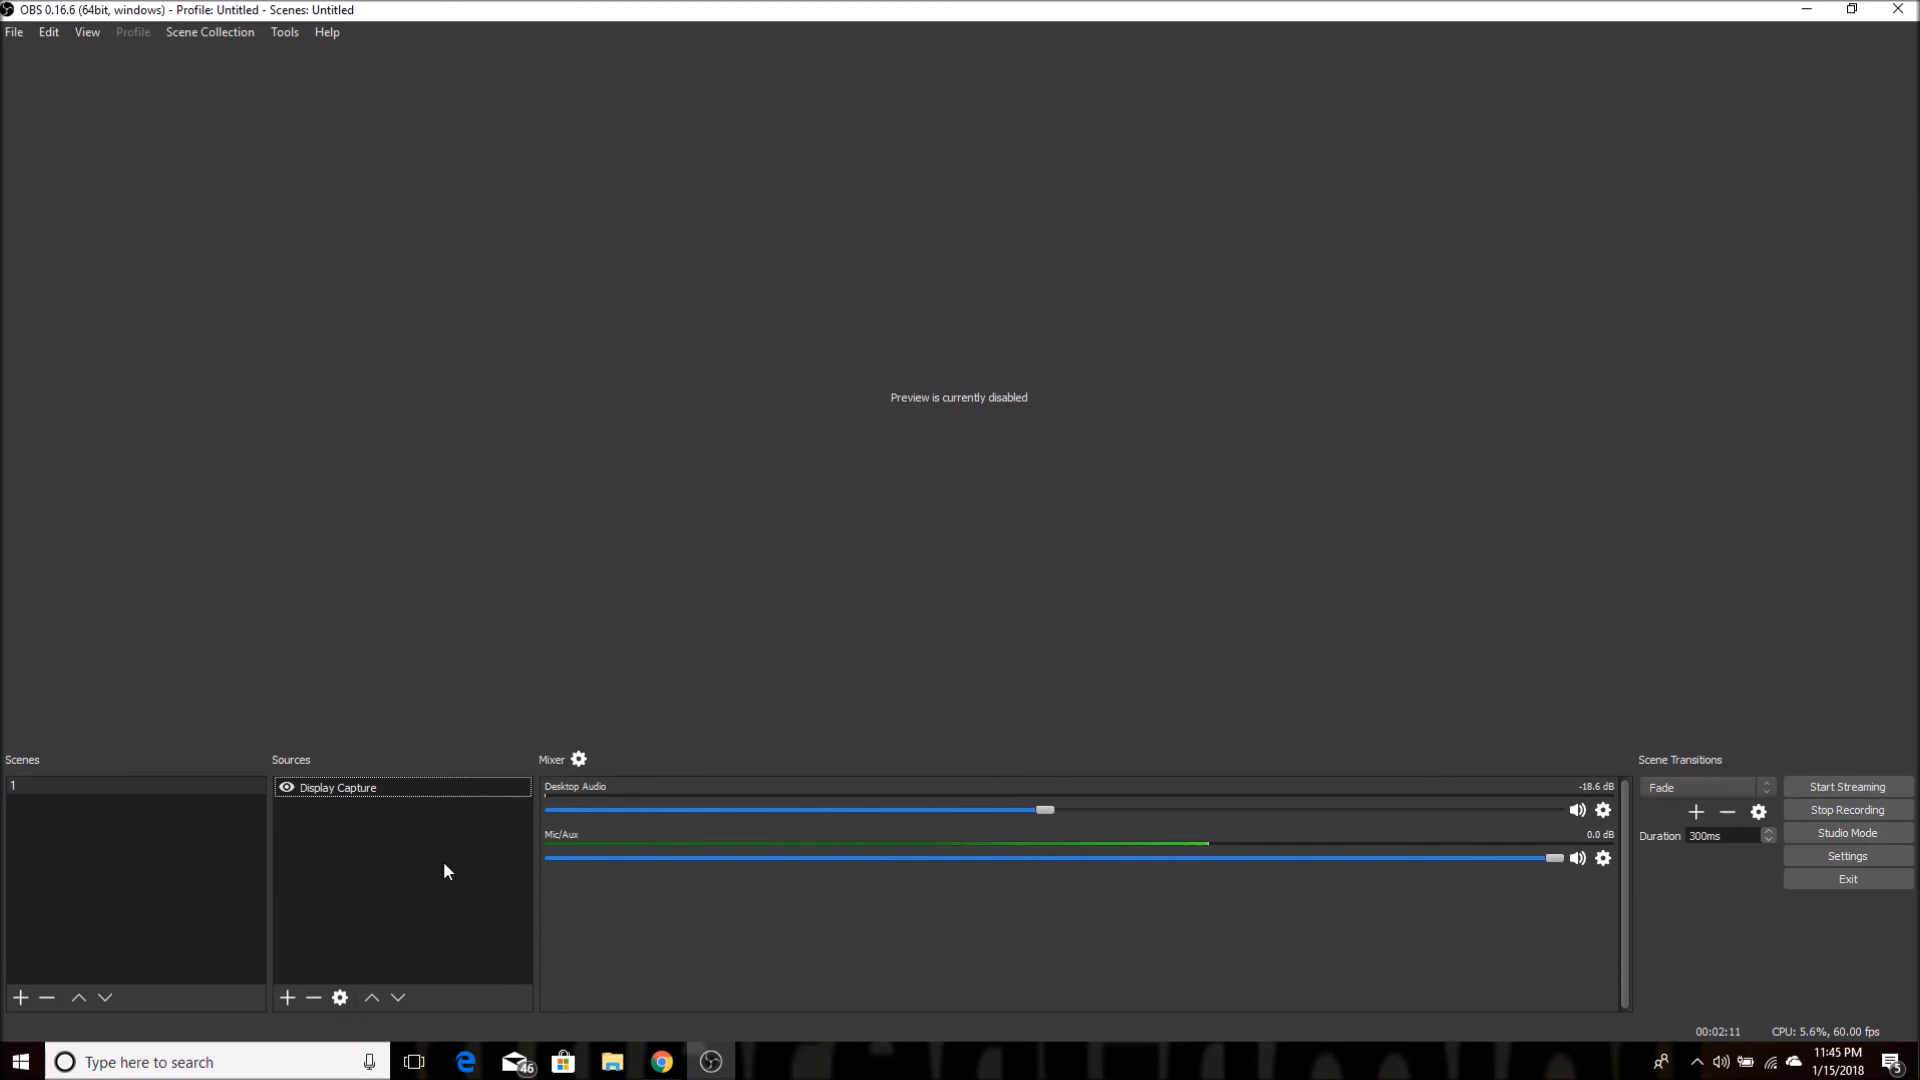 OBS 0.16.6 (64bit, windows) - Profile: Untitled - Scenes: Untitled
File Edit View Profile Scene Collection Tools Help
Preview is currently disabled
Scenes
1
Sources
Display Capture
Mixer
Desktop Audio -18.6 dB
Mic/Aux 0.0 dB
Scene Transitions
Fade
Duration 300ms
Start Streaming
Stop Recording
Studio Mode
Settings
Exit
00:02:11 CPU: 5.6%, 60.00 fps
Type here to search
46
11:45 PM
1/15/2018
5